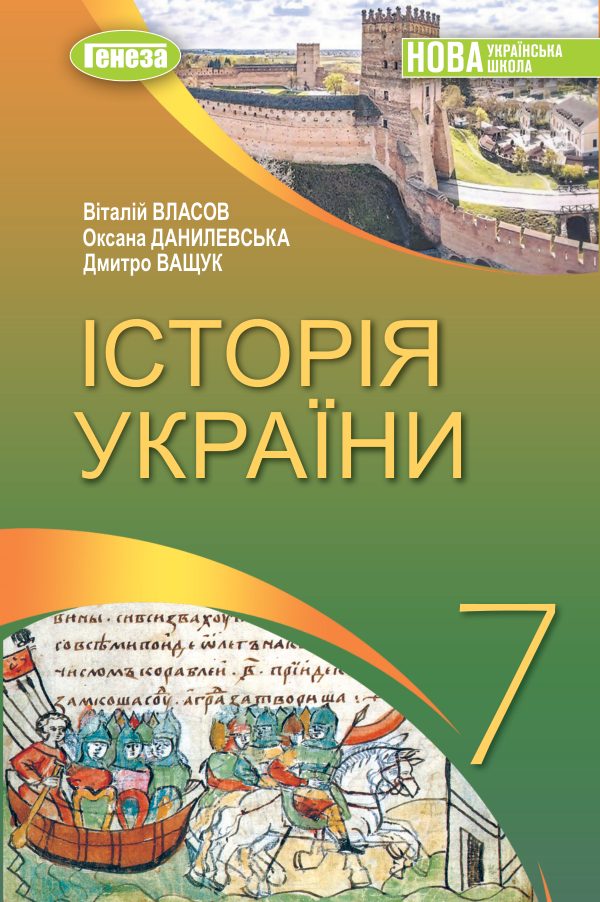 Генеза
НОВА УКРАЇНСЬКА ШКОЛА
Віталій ВЛАСОВ
Оксана ДАНИЛЕВСЬКА
Дмитро ВАЩУК
ІСТОРІЯ
УКРАЇНИ
7